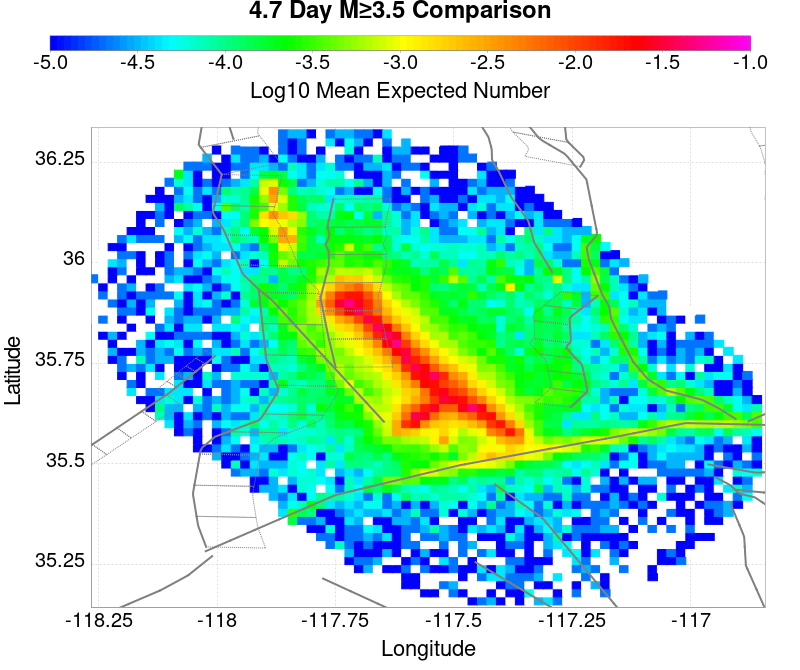 4.7 Day M≥3.5 Comparison
-5.0 -4.5 -4.0 -3.5 -3.0 -2.5 -2.0 -1.5 -1.0
Log10 Mean Expected Number
36.25
36
35.75
35.5
35.25
Latitude
-118.25 -118 -117.75 -117.5 -117.25 -117
Longitude